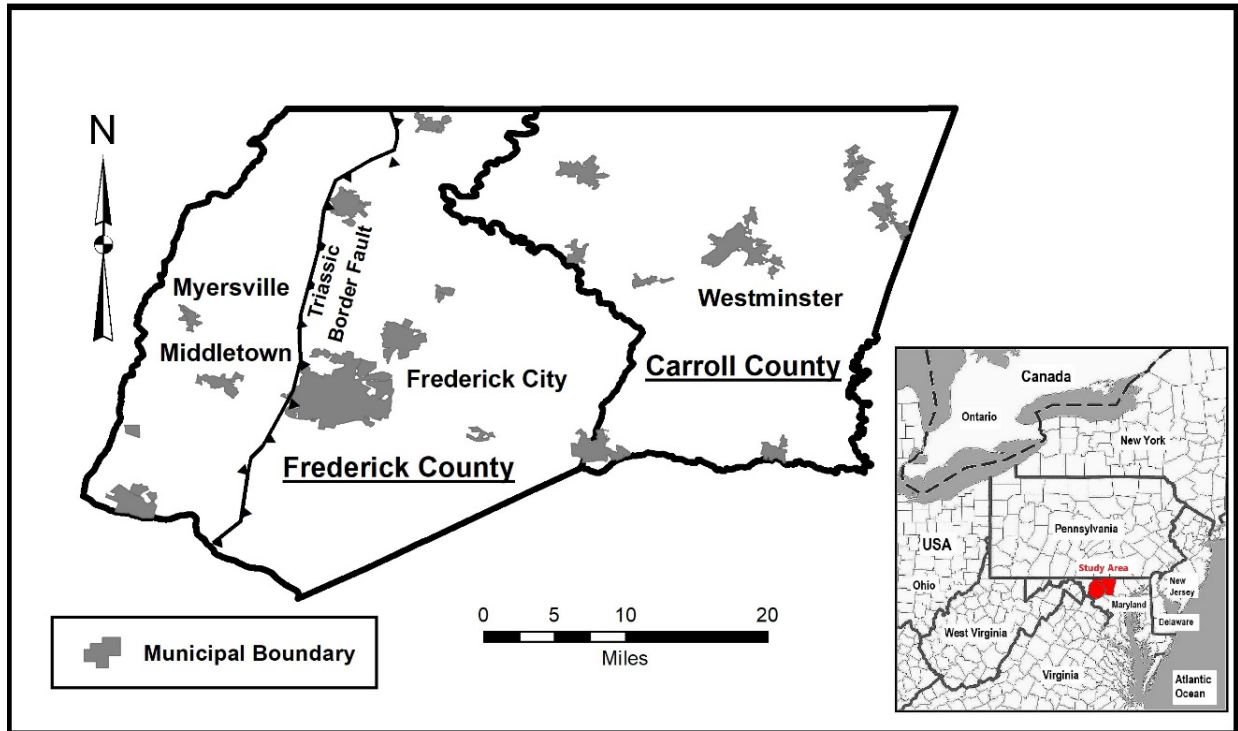 N
Myersville
Middletown
Triassic
Border Fault
Frederick City
Frederick County
Westminster
Carroll County
0 5 10 20
Miles
Municipal Boundary
Canada
Ontario
New York
Pennsylvania
USA
Study Area
Ohio
New
Jersey
Maryland
Delaware
West Virginia
Virginia
Atlantic
Ocean